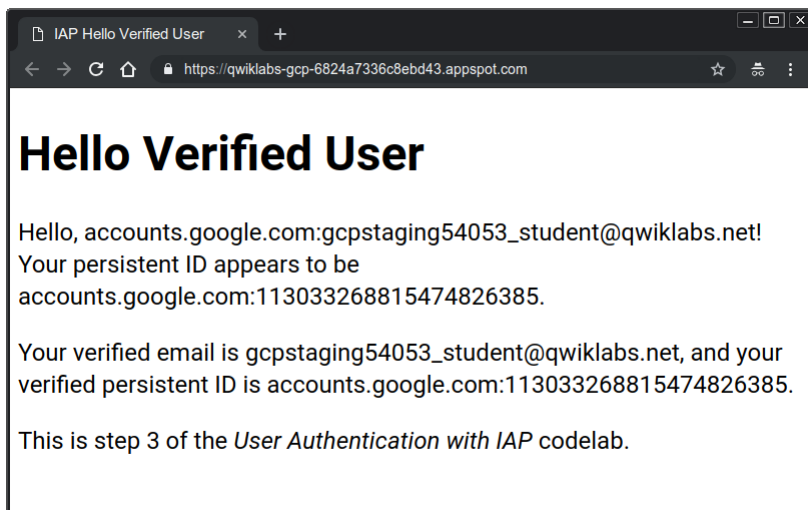 IAP Hello Verified User
https://qwiklabs-gcp-6824a7336c8ebd43.appspot.com
Hello Verified User
Hello, accounts.google.com:gcpstaging54053_student@qwiklabs.net!
Your persistent ID appears to be
accounts.google.com:113033268815474826385.
Your verified email is gcpstaging54053_student@qwiklabs.net, and your
verified persistent ID is accounts.google.com:113033268815474826385.
This is step 3 of the User Authentication with IAP codelab.